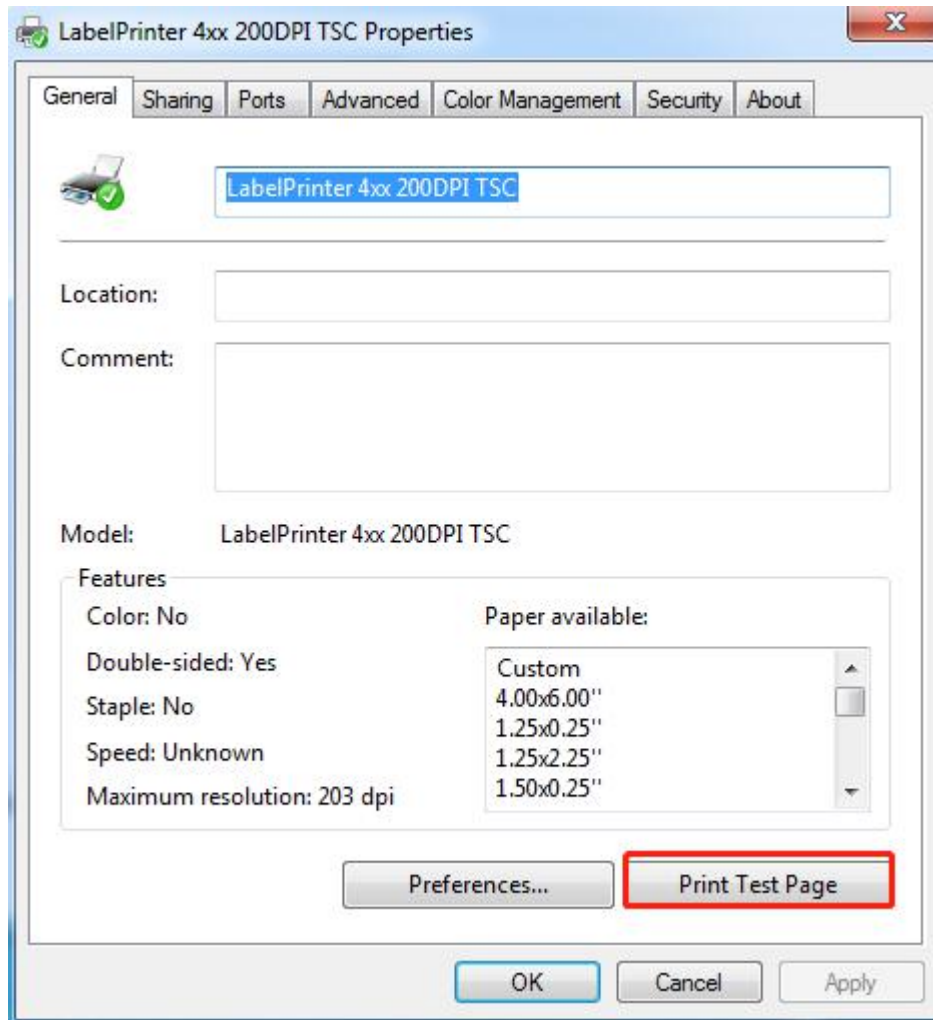 LabelPrinter 4xx 200DPI TSC Properties
X
General Sharing Ports Advanced Color Management Security About
LabelPrinter 4xx 200DPI TSC
Location:
Comment:
Model: LabelPrinter 4xx 200DPI TSC
Features
Color: No
Double-sided: Yes
Staple: No
Speed: Unknown
Maximum resolution: 203 dpi
Paper available:
Custom
4.00x6.00''
1.25x0.25''
1.25x2.25''
1.50x0.25''
Preferences... Print Test Page
OK Cancel Apply